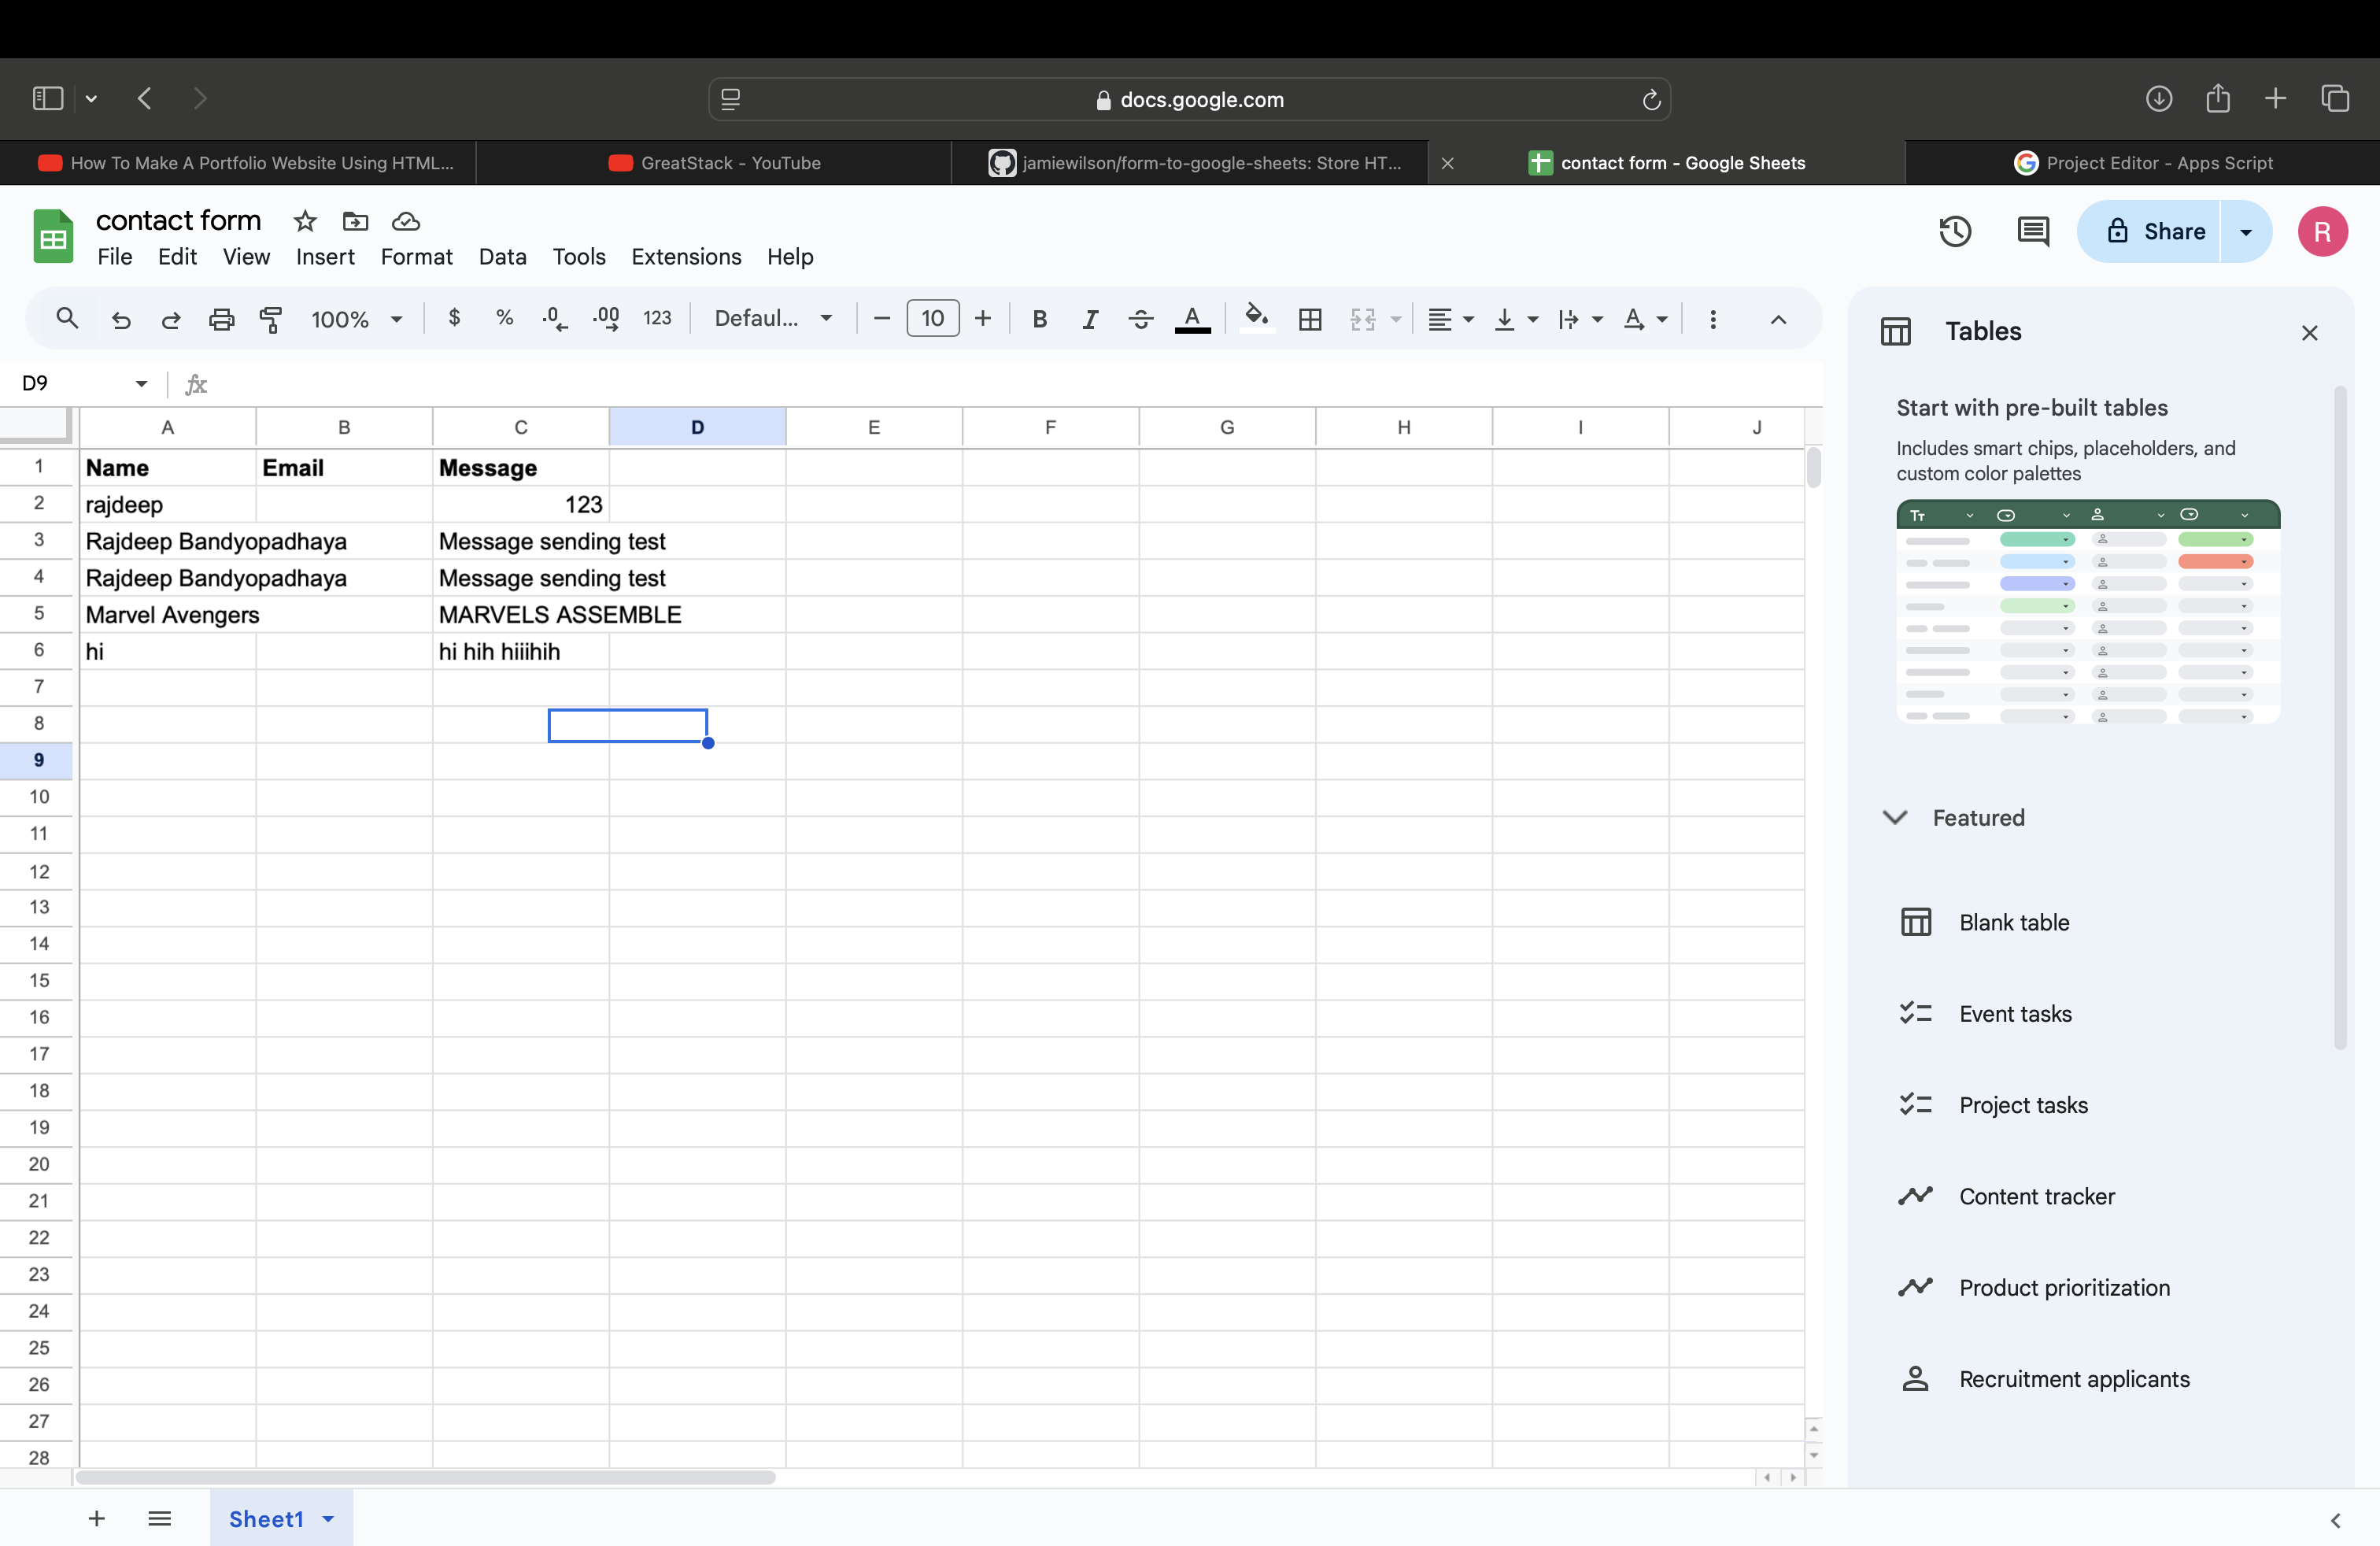 docs.google.com
How To Make A Portfolio Website Using HTML...
GreatStack - YouTube
jamiewilson/form-to-google-sheets: Store HT...
contact form - Google Sheets
Project Editor - Apps Script
contact form
File Edit View Insert Format Data Tools Extensions Help
Share
R
100% $ % .0 .00 123 Defaul... 10 B I A A
D9 fx
A B C D E F G H I J
1 Name Email Message
2 rajdeep 123
3 Rajdeep Bandyopadhaya Message sending test
4 Rajdeep Bandyopadhaya Message sending test
5 Marvel Avengers MARVELS ASSEMBLE
6 hi hi hih hiiihih
7
8
9
10
11
12
13
14
15
16
17
18
19
20
21
22
23
24
25
26
27
28
Sheet1
Tables
Start with pre-built tables
Includes smart chips, placeholders, and
custom color palettes
Tт
Featured
Blank table
Event tasks
Project tasks
Content tracker
Product prioritization
Recruitment applicants